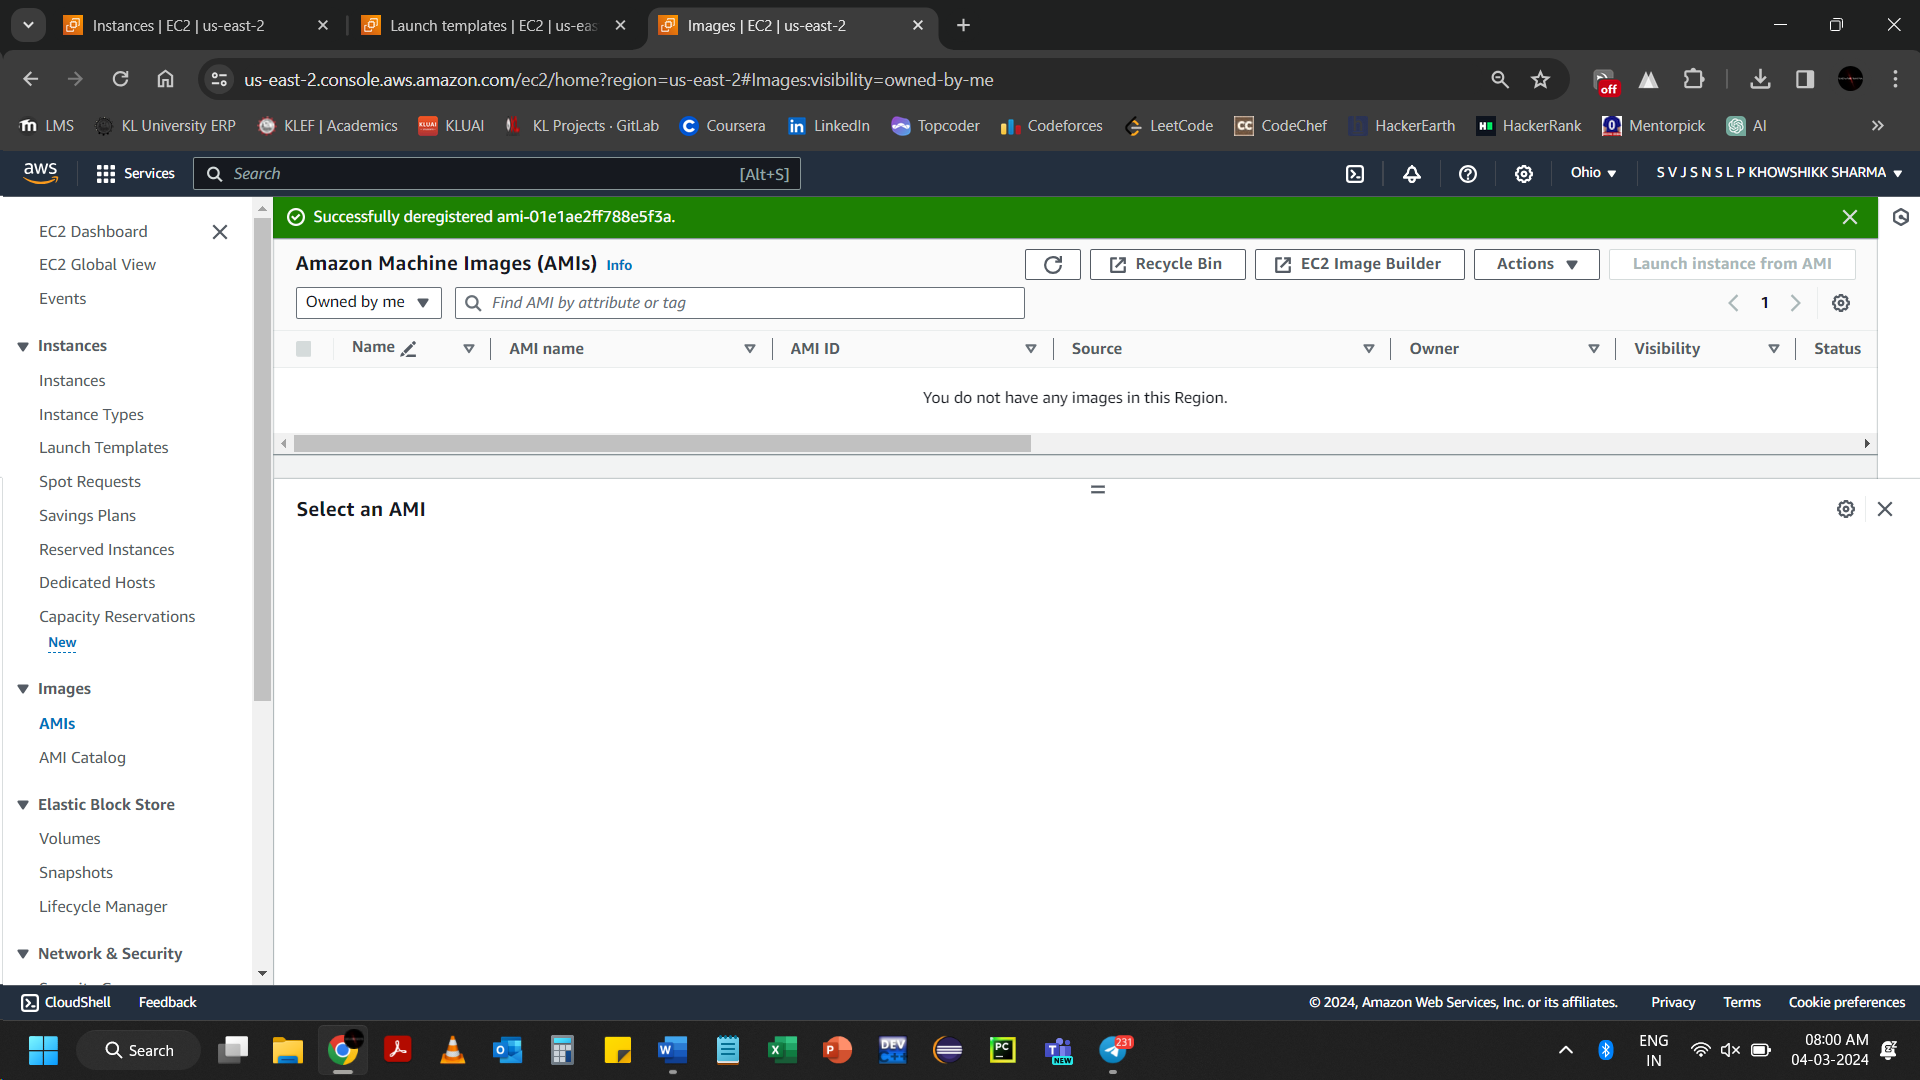 Instances | EC2 | us-east-2
Launch templates | EC2 | us-eas
Images | EC2 | us-east-2
us-east-2.console.aws.amazon.com/ec2/home?region=us-east-2#Images:visibility=owned-by-me
off
LMS
KL University ERP
KLEF | Academics
KLUAI
KL Projects · GitLab
Coursera
LinkedIn
Topcoder
Codeforces
LeetCode
CodeChef
HackerEarth
HackerRank
Mentorpick
AI
aws
Services
Search
[Alt+S]
Ohio
S V J S N S L P KHOWSHIKK SHARMA
EC2 Dashboard
EC2 Global View
Events
Instances
Instances
Instance Types
Launch Templates
Spot Requests
Savings Plans
Reserved Instances
Dedicated Hosts
Capacity Reservations
New
Images
AMIs
AMI Catalog
Elastic Block Store
Volumes
Snapshots
Lifecycle Manager
Network & Security
Successfully deregistered ami-01e1ae2ff788e5f3a.
Amazon Machine Images (AMIs) Info
Recycle Bin
EC2 Image Builder
Actions
Launch instance from AMI
Owned by me
Find AMI by attribute or tag
1
Name
AMI name
AMI ID
Source
Owner
Visibility
Status
You do not have any images in this Region.
Select an AMI
CloudShell
Feedback
© 2024, Amazon Web Services, Inc. or its affiliates.
Privacy
Terms
Cookie preferences
Search
DEV
PC
NEW
231
ENG
IN
08:00 AM
04-03-2024